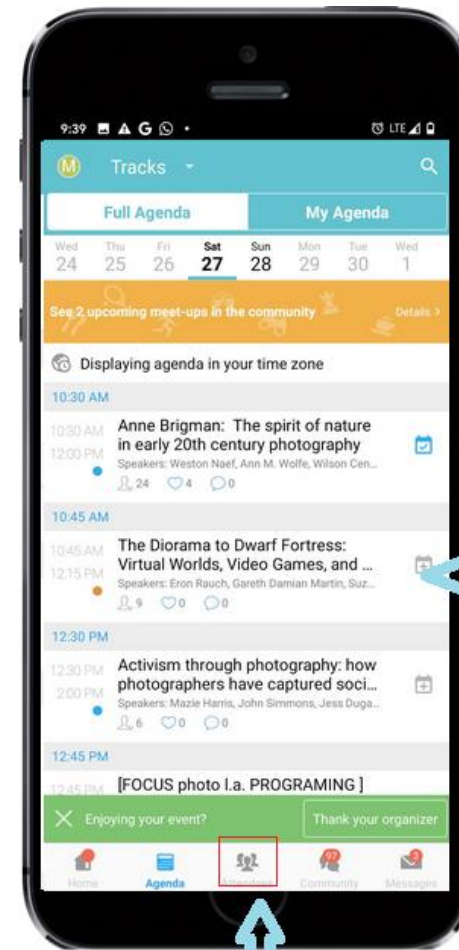 9:39
LTE
M
Tracks
Full Agenda
My Agenda
Wed Thu Fri Sat Sun Mon Tue Wed
24 25 26 27 28 29 30 1
See 2 upcoming meet-ups in the community
Details >
Displaying agenda in your time zone
10:30 AM
10:30 AM
12:00 PM
Anne Brigman: The spirit of nature
in early 20th century photography
Speakers: Weston Naef, Ann M. Wolfe, Wilson Cen...
24 4 0
10:45 AM
10:45 AM
12:15 PM
The Diorama to Dwarf Fortress:
Virtual Worlds, Video Games, and ...
Speakers: Eron Rauch, Gareth Damian Martin, Suz...
9 0 0
12:30 PM
12:30 PM
2:00 PM
Activism through photography: how
photographers have captured soci...
Speakers: Mazie Harris, John Simmons, Jess Duga...
6 0 0
12:45 PM
12:45 PM
[FOCUS photo l.a. PROGRAMING ]
Enjoying your event?
Thank your organizer
Home
Agenda
Attendees
Community
Messages